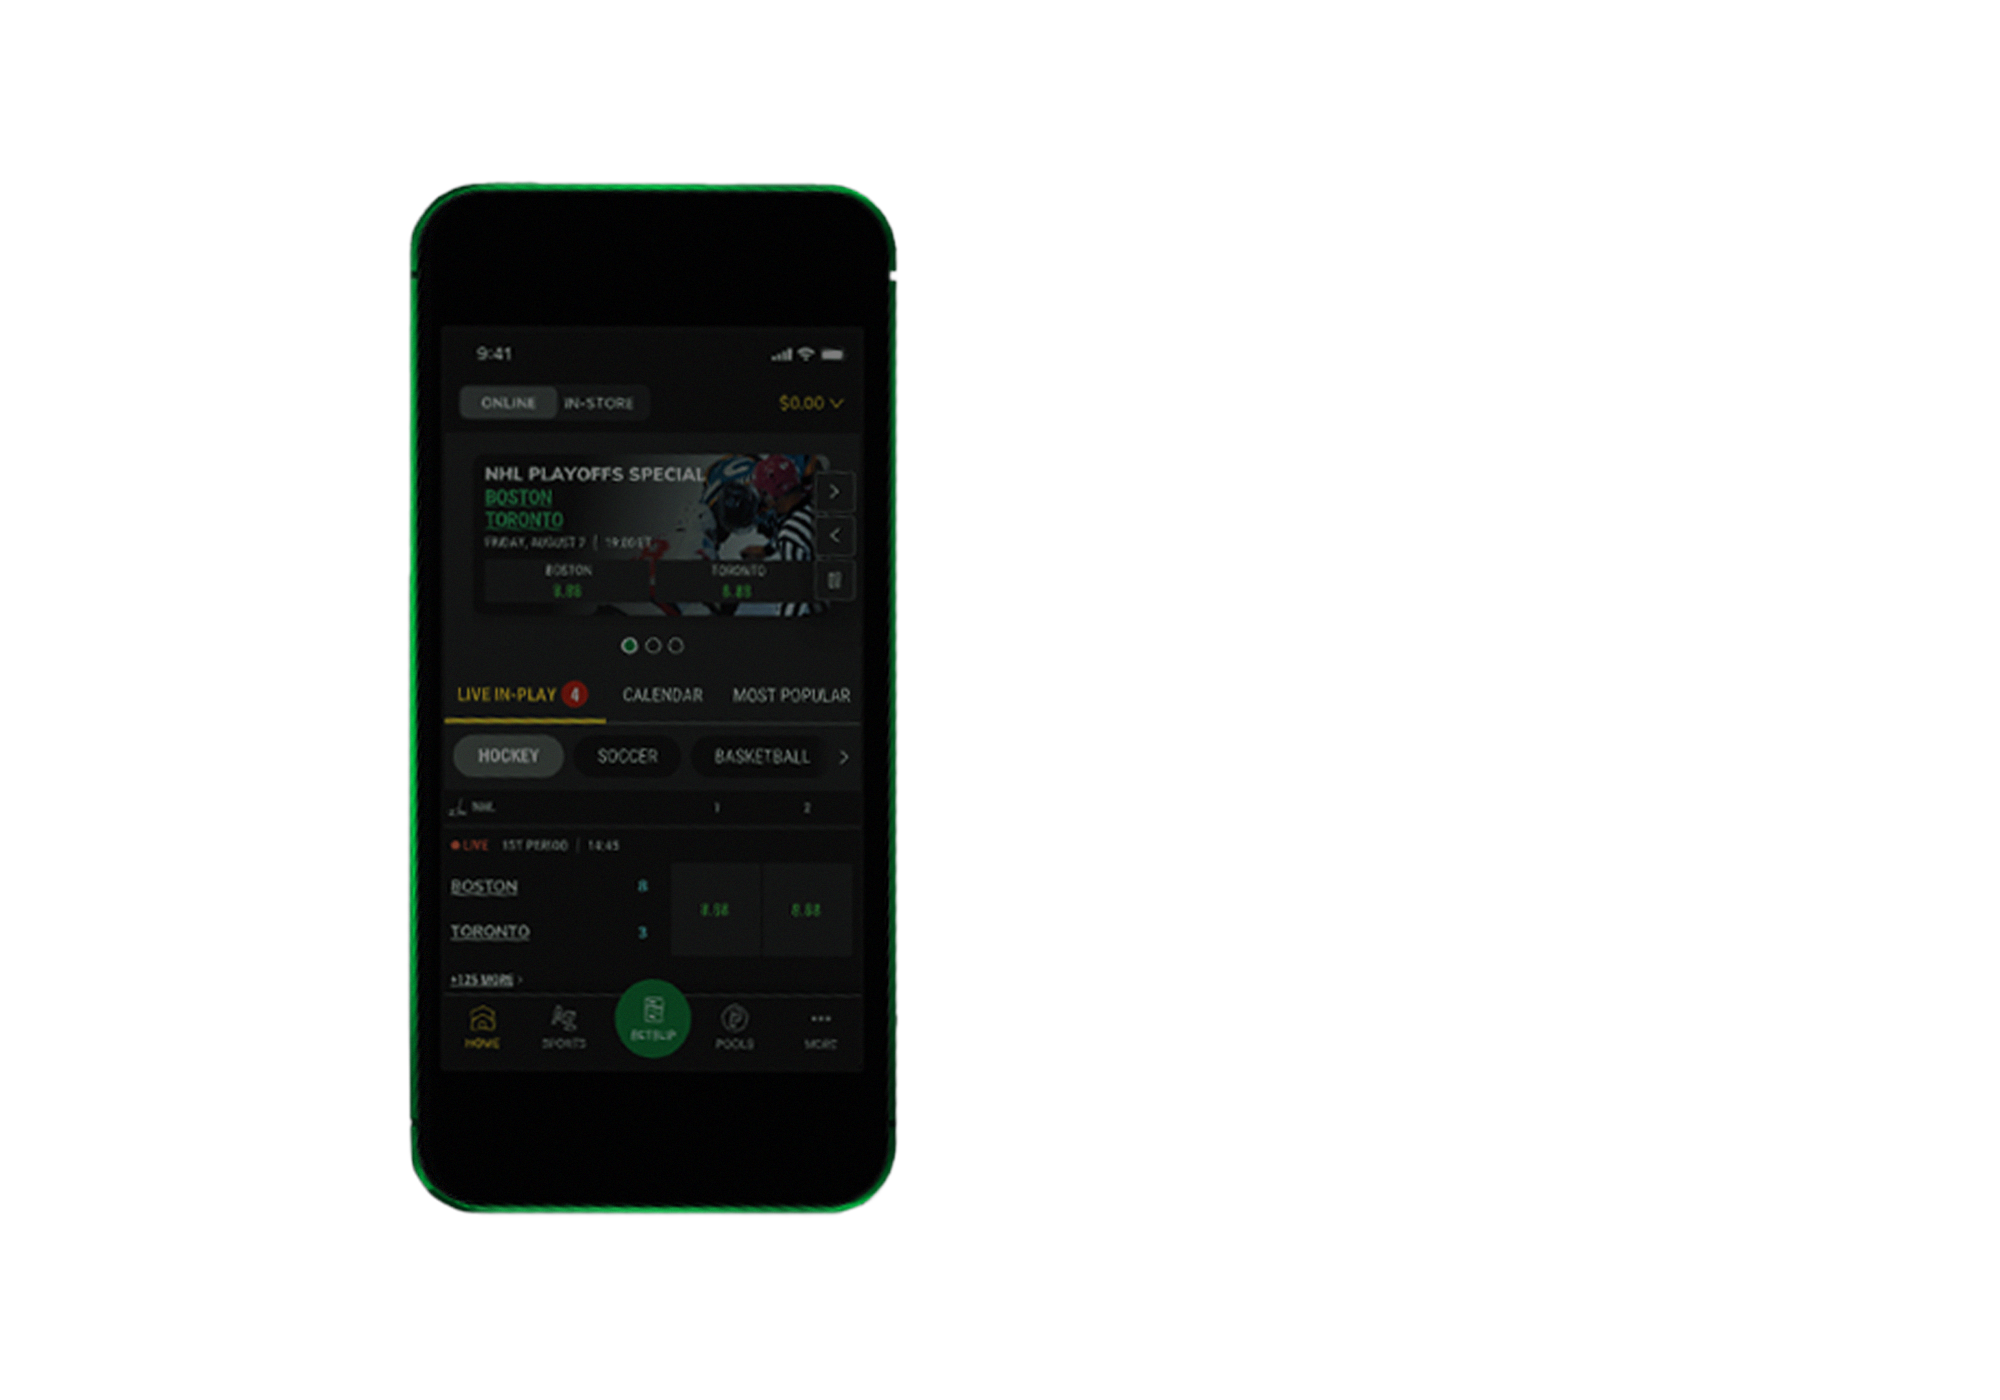 9:41
ONLINE IN-STORE $0.00
NHL PLAYOFFS SPECIAL
BOSTON
TORONTO
FRIDAY, AUGUST 7 | 19:00 ET
BOSTON TORONTO
8.88 8.88
LIVE IN-PLAY 4 CALENDAR MOST POPULAR
HOCKEY SOCCER BASKETBALL
NHL 1 2
LIVE 1ST PERIOD | 14:45
BOSTON 8
8.88 8.88
TORONTO 3
+125 MORE
HOME SPORTS BETSLIP POOLS MORE